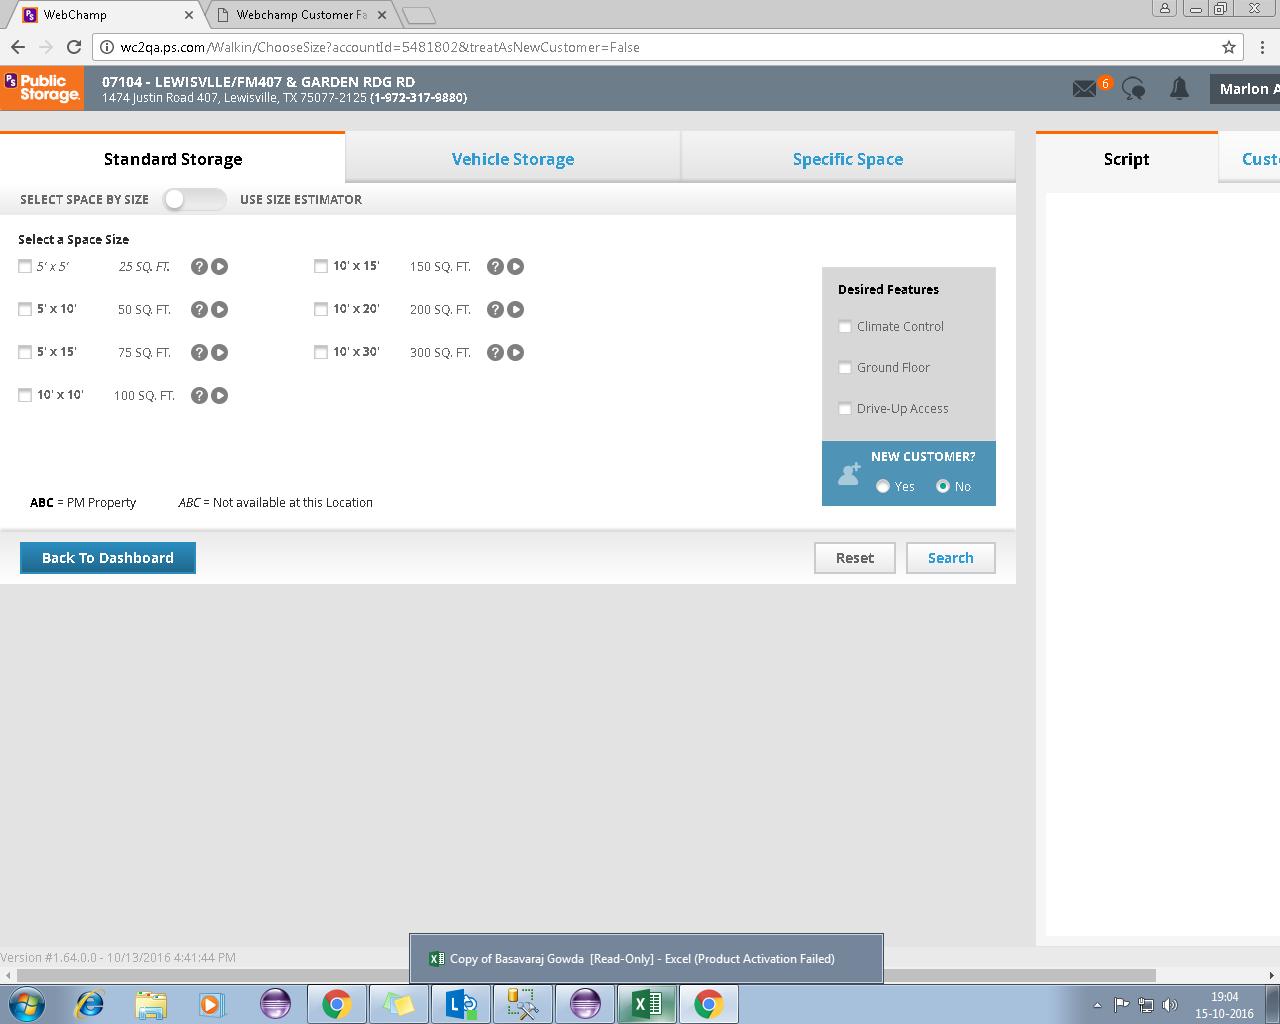 WebChamp
Webchamp Customer Fa
wc2qa.ps.com/Walkin/ChooseSize?accountId=5481802&treatAsNewCustomer=False
PS Public Storage
07104 - LEWISVLLE/FM407 & GARDEN RDG RD
1474 Justin Road 407, Lewisville, TX 75077-2125 (1-972-317-9880)
6
Marlon A
Standard Storage
Vehicle Storage
Specific Space
Script
Custo
SELECT SPACE BY SIZE
USE SIZE ESTIMATOR
Select a Space Size
5' x 5' 25 SQ. FT. ?
10' x 15' 150 SQ. FT. ?
5' x 10' 50 SQ. FT. ?
10' x 20' 200 SQ. FT. ?
5' x 15' 75 SQ. FT. ?
10' x 30' 300 SQ. FT. ?
10' x 10' 100 SQ. FT. ?
Desired Features
Climate Control
Ground Floor
Drive-Up Access
NEW CUSTOMER?
Yes No
ABC = PM Property
ABC = Not available at this Location
Back To Dashboard
Reset
Search
Version #1.64.0.0 - 10/13/2016 4:41:44 PM
Copy of Basavaraj Gowda [Read-Only] - Excel (Product Activation Failed)
19:04
15-10-2016